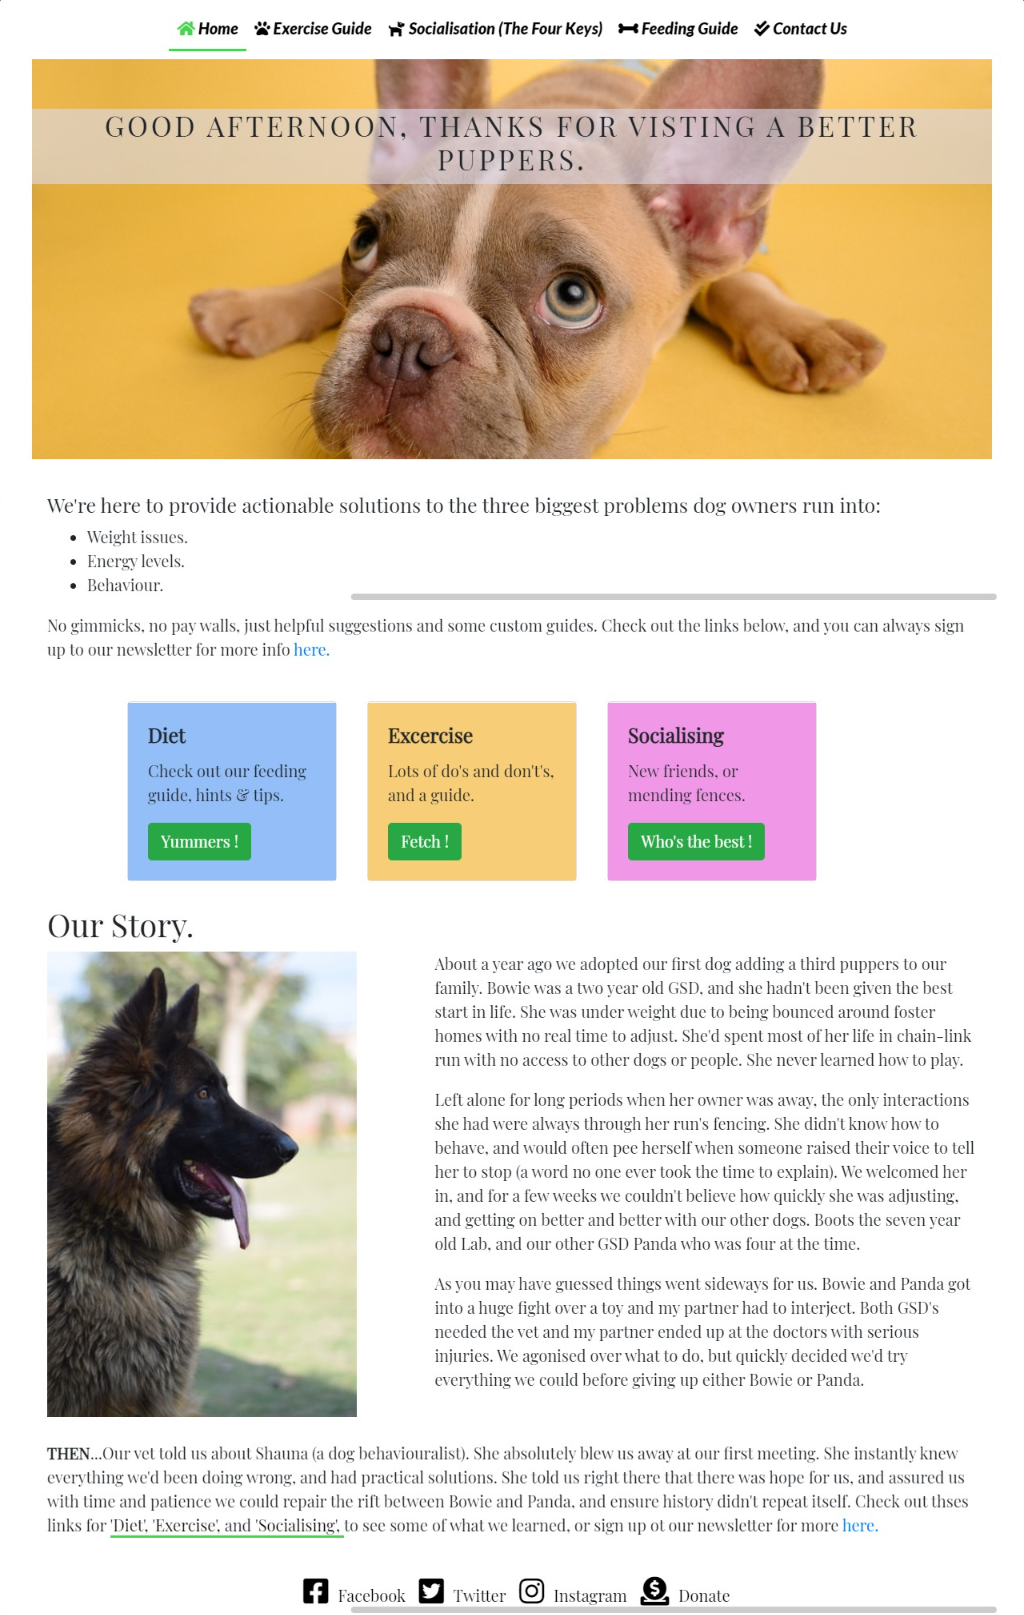 Home Exercise Guide Socialisation (The Four Keys) Feeding Guide Contact Us
GOOD AFTERNOON, THANKS FOR VISTING A BETTER
PUPPERS.
We're here to provide actionable solutions to the three biggest problems dog owners run into:
Weight issues.
Energy levels.
Behaviour.
No gimmicks, no pay walls, just helpful suggestions and some custom guides. Check out the links below, and you can always sign
up to our newsletter for more info here.
Diet
Check out our feeding
guide, hints & tips.
Yummers !
Excercise
Lots of do's and don't's,
and a guide.
Fetch !
Socialising
New friends, or
mending fences.
Who's the best !
Our Story.
About a year ago we adopted our first dog adding a third puppers to our
family. Bowie was a two year old GSD, and she hadn't been given the best
start in life. She was under weight due to being bounced around foster
homes with no real time to adjust. She'd spent most of her life in chain-link
run with no access to other dogs or people. She never learned how to play.
Left alone for long periods when her owner was away, the only interactions
she had were always through her run's fencing. She didn't know how to
behave, and would often pee herself when someone raised their voice to tell
her to stop (a word no one ever took the time to explain). We welcomed her
in, and for a few weeks we couldn't believe how quickly she was adjusting,
and getting on better and better with our other dogs. Boots the seven year
old Lab, and our other GSD Panda who was four at the time.
As you may have guessed things went sideways for us. Bowie and Panda got
into a huge fight over a toy and my partner had to interject. Both GSD's
needed the vet and my partner ended up at the doctors with serious
injuries. We agonised over what to do, but quickly decided we'd try
everything we could before giving up either Bowie or Panda.
THEN...Our vet told us about Shauna (a dog behaviouralist). She absolutely blew us away at our first meeting. She instantly knew
everything we'd been doing wrong, and had practical solutions. She told us right there that there was hope for us, and assured us
with time and patience we could repair the rift between Bowie and Panda, and ensure history didn't repeat itself. Check out thses
links for 'Diet', 'Exercise', and 'Socialising', to see some of what we learned, or sign up ot our newsletter for more here.
Facebook Twitter Instagram Donate